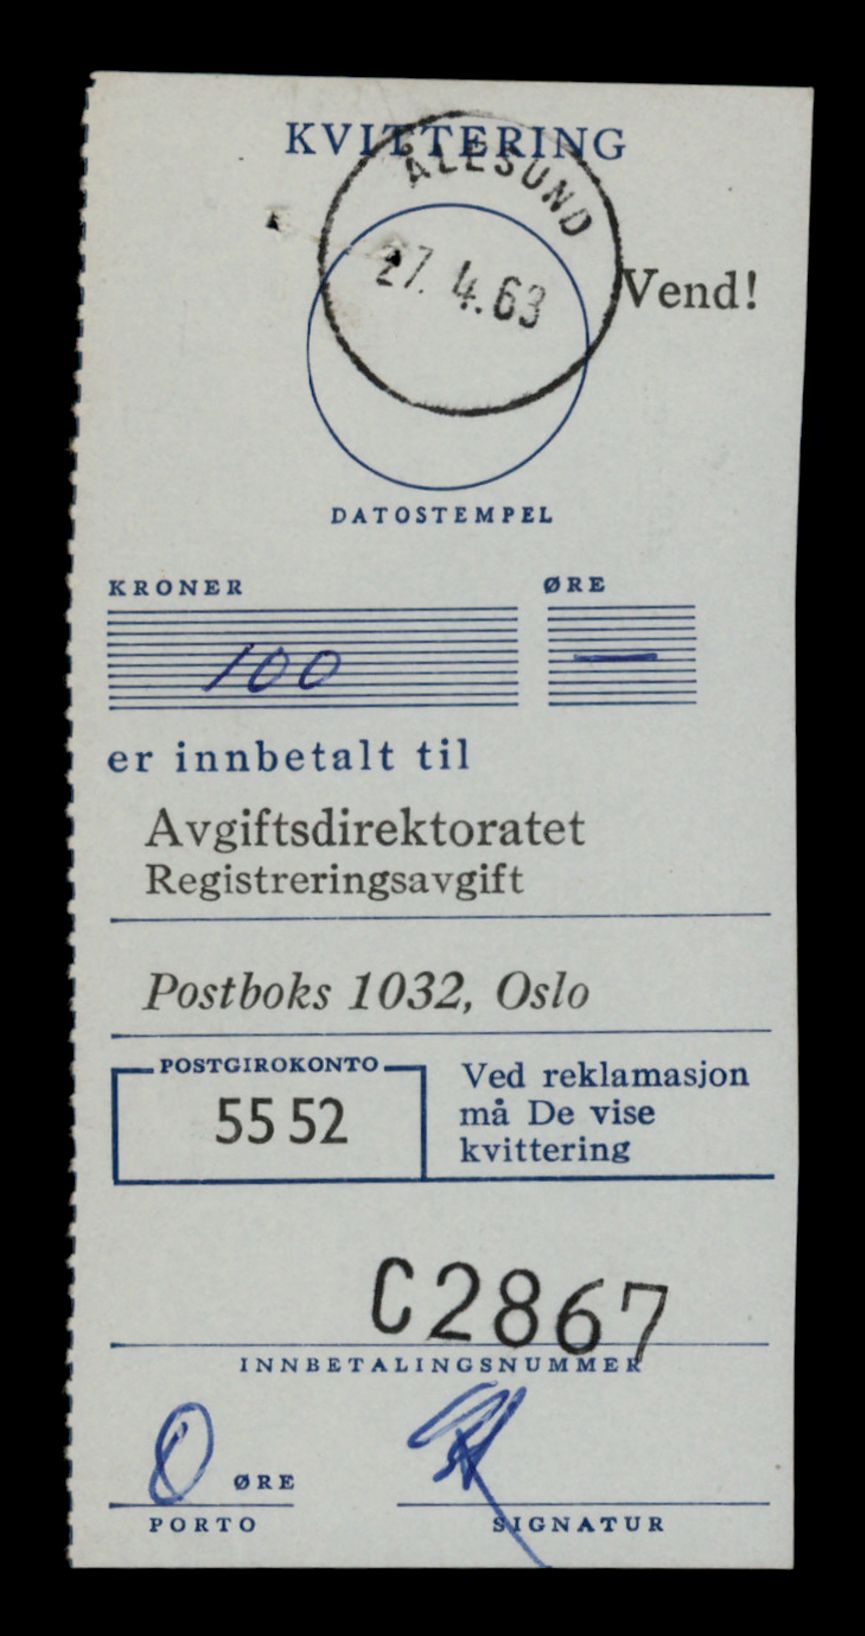 KVITTERING
ÅLESUND
27.4.63
Vend!
DATOSTEMPEL
KRONER ØRE
100 —
er innbetalt til
Avgiftsdirektoratet
Registreringsavgift
Postboks 1032, Oslo
POSTGIROKONTO
55 52
Ved reklamasjon
må De vise
kvittering
C2867
INNBETALINGSNUMMER
0 ØRE
PORTO SIGNATUR